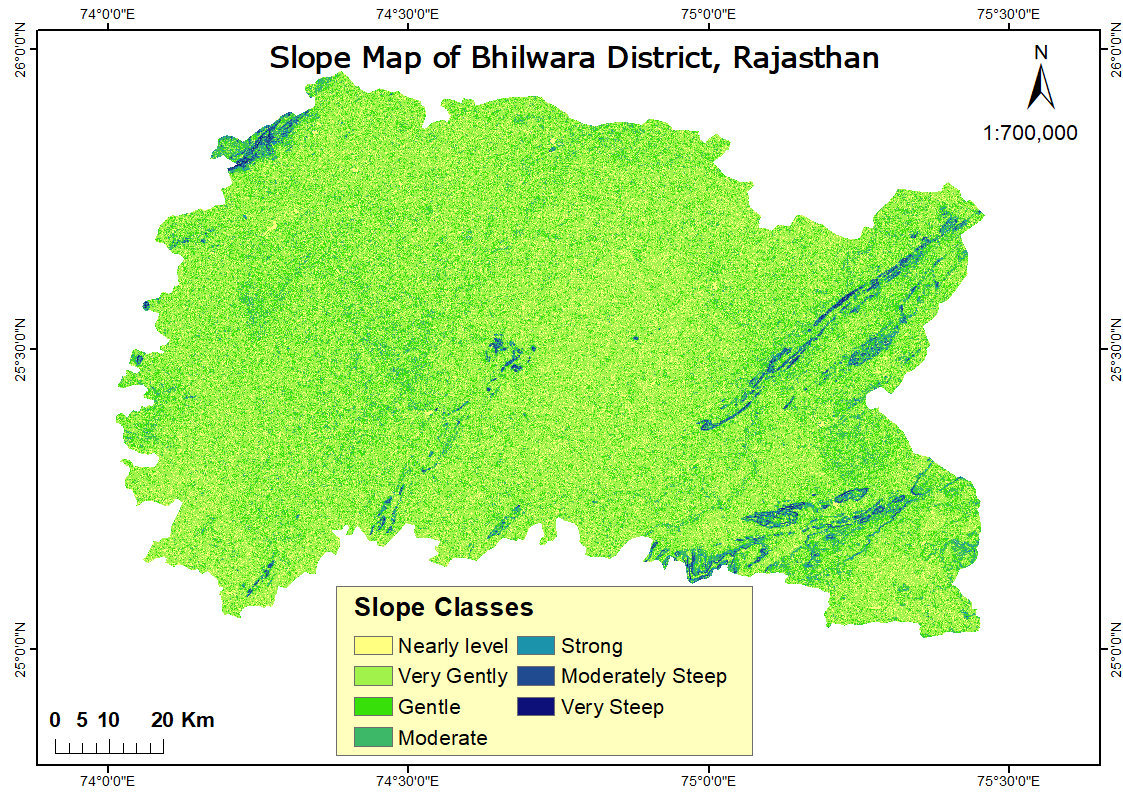 74°0'0"E 74°30'0"E 75°0'0"E 75°30'0"E
Slope Map of Bhilwara District, Rajasthan
N
1:700,000
26°0'0"N 26°0'0"N
25°30'0"N 25°30'0"N
25°0'0"N 25°0'0"N
Slope Classes
Nearly level Strong
Very Gently Moderately Steep
Gentle Very Steep
Moderate
0 5 10 20 Km
74°0'0"E 74°30'0"E 75°0'0"E 75°30'0"E